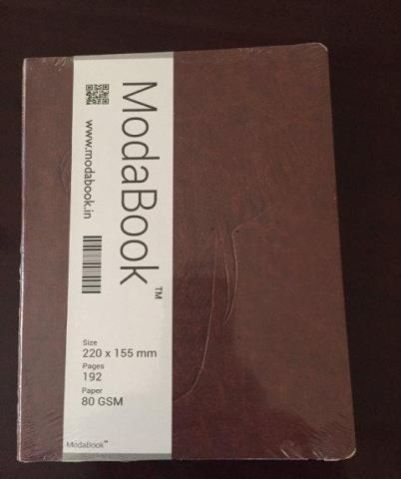 ModaBook™
www.modabook.in
Size
220 x 155 mm
Pages
192
Paper
80 GSM
ModaBook™